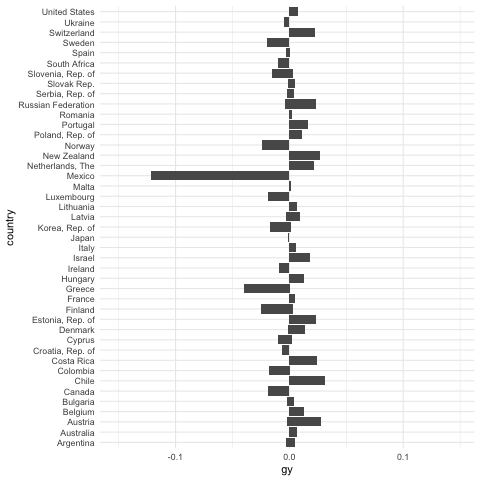 United States
Ukraine
Switzerland
Sweden
Spain
South Africa
Slovenia, Rep. of
Slovak Rep.
Serbia, Rep. of
Russian Federation
Romania
Portugal
Poland, Rep. of
Norway
New Zealand
Netherlands, The
Mexico
Malta
Luxembourg
Lithuania
Latvia
Korea, Rep. of
Japan
Italy
Israel
Ireland
Hungary
Greece
France
Finland
Estonia, Rep. of
Denmark
Cyprus
Croatia, Rep. of
Costa Rica
Colombia
Chile
Canada
Bulgaria
Belgium
Austria
Australia
Argentina
country
-0.1 0.0 0.1
gy